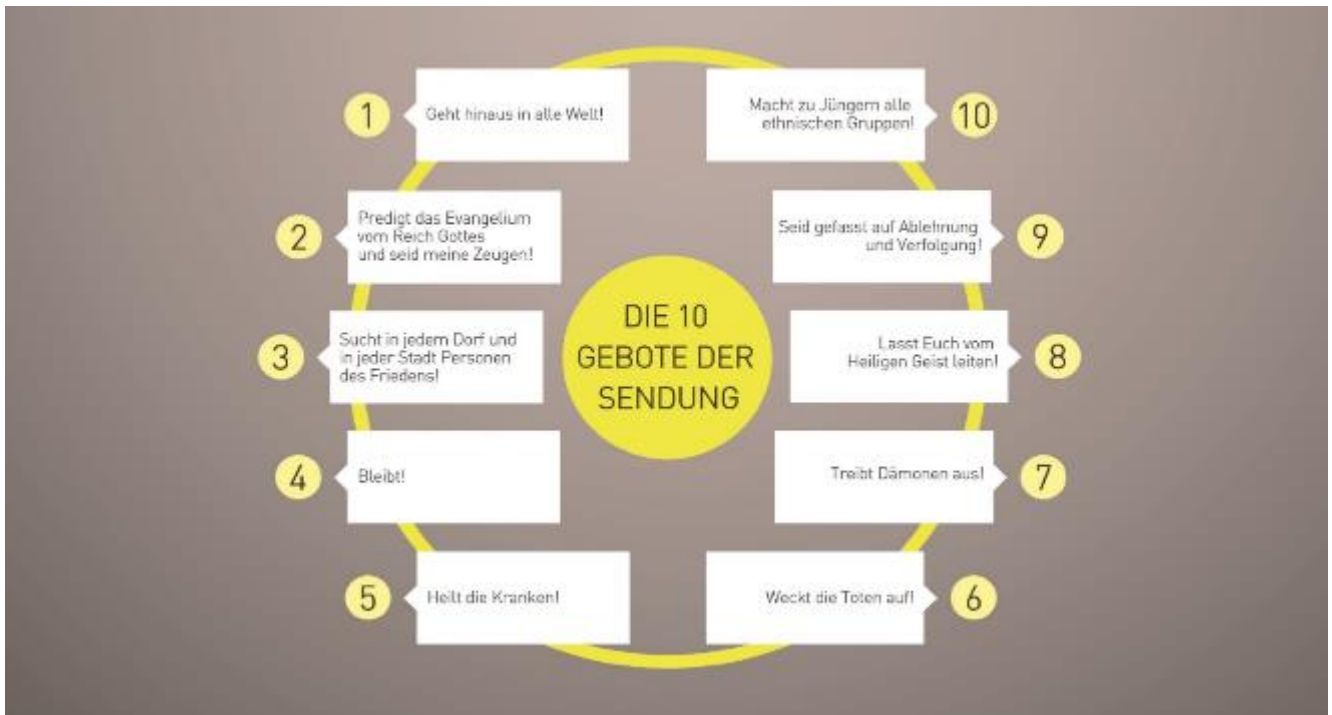 DIE 10
GEBOTE DER
SENDUNG
1
Geht hinaus in alle Welt!
2
Predigt das Evangelium
vom Reich Gottes
und seid meine Zeugen!
3
Sucht in jedem Dorf und
in jeder Stadt Personen
des Friedens!
4
Bleibt!
5
Heilt die Kranken!
6
Weckt die Toten auf!
7
Treibt Dämonen aus!
8
Lasst Euch vom
Heiligen Geist leiten!
9
Seid gefasst auf Ablehnung
und Verfolgung!
10
Macht zu Jüngern alle
ethnischen Gruppen!